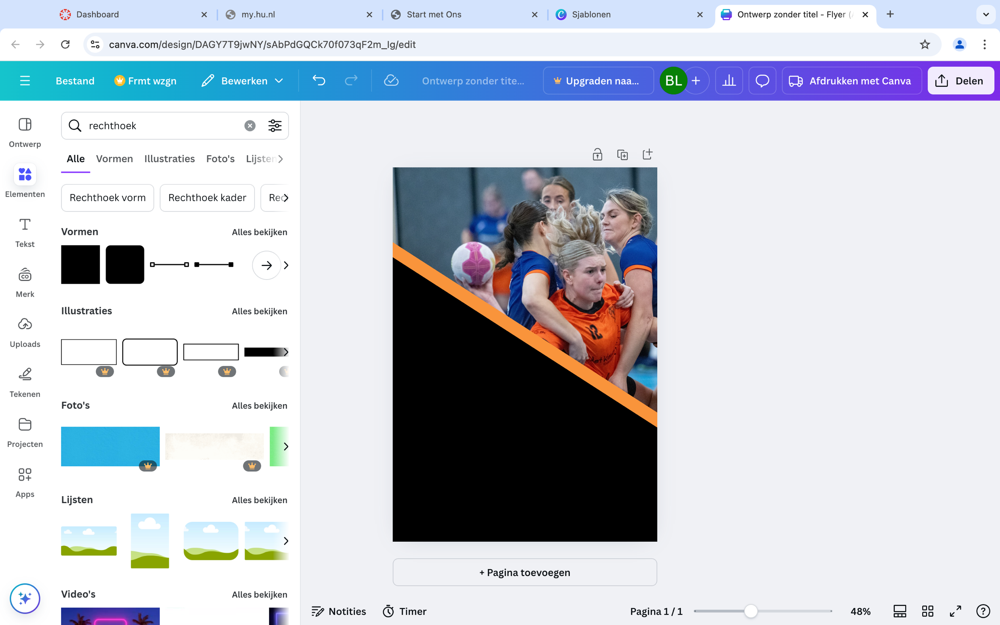 Dashboard
my.hu.nl
Start met Ons
Sjablonen
Ontwerp zonder titel - Flyer (
canva.com/design/DAGY7T9jwNY/sAbPdGQCk70f073qF2m_lg/edit
Bestand
Frmt wzgn
Bewerken
Ontwerp zonder tite...
Upgraden naa...
BL
Afdrukken met Canva
Delen
rechthoek
Ontwerp
Elementen
Tekst
Merk
CO
Uploads
Tekenen
Projecten
Apps
Alle
Vormen
Illustraties
Foto's
Lijsten
Rechthoek vorm
Rechthoek kader
Rec
Vormen
Alles bekijken
Illustraties
Alles bekijken
Foto's
Alles bekijken
Lijsten
Alles bekijken
Video's
Alles bekijken
12
+ Pagina toevoegen
Notities
Timer
Pagina 1 / 1
48%